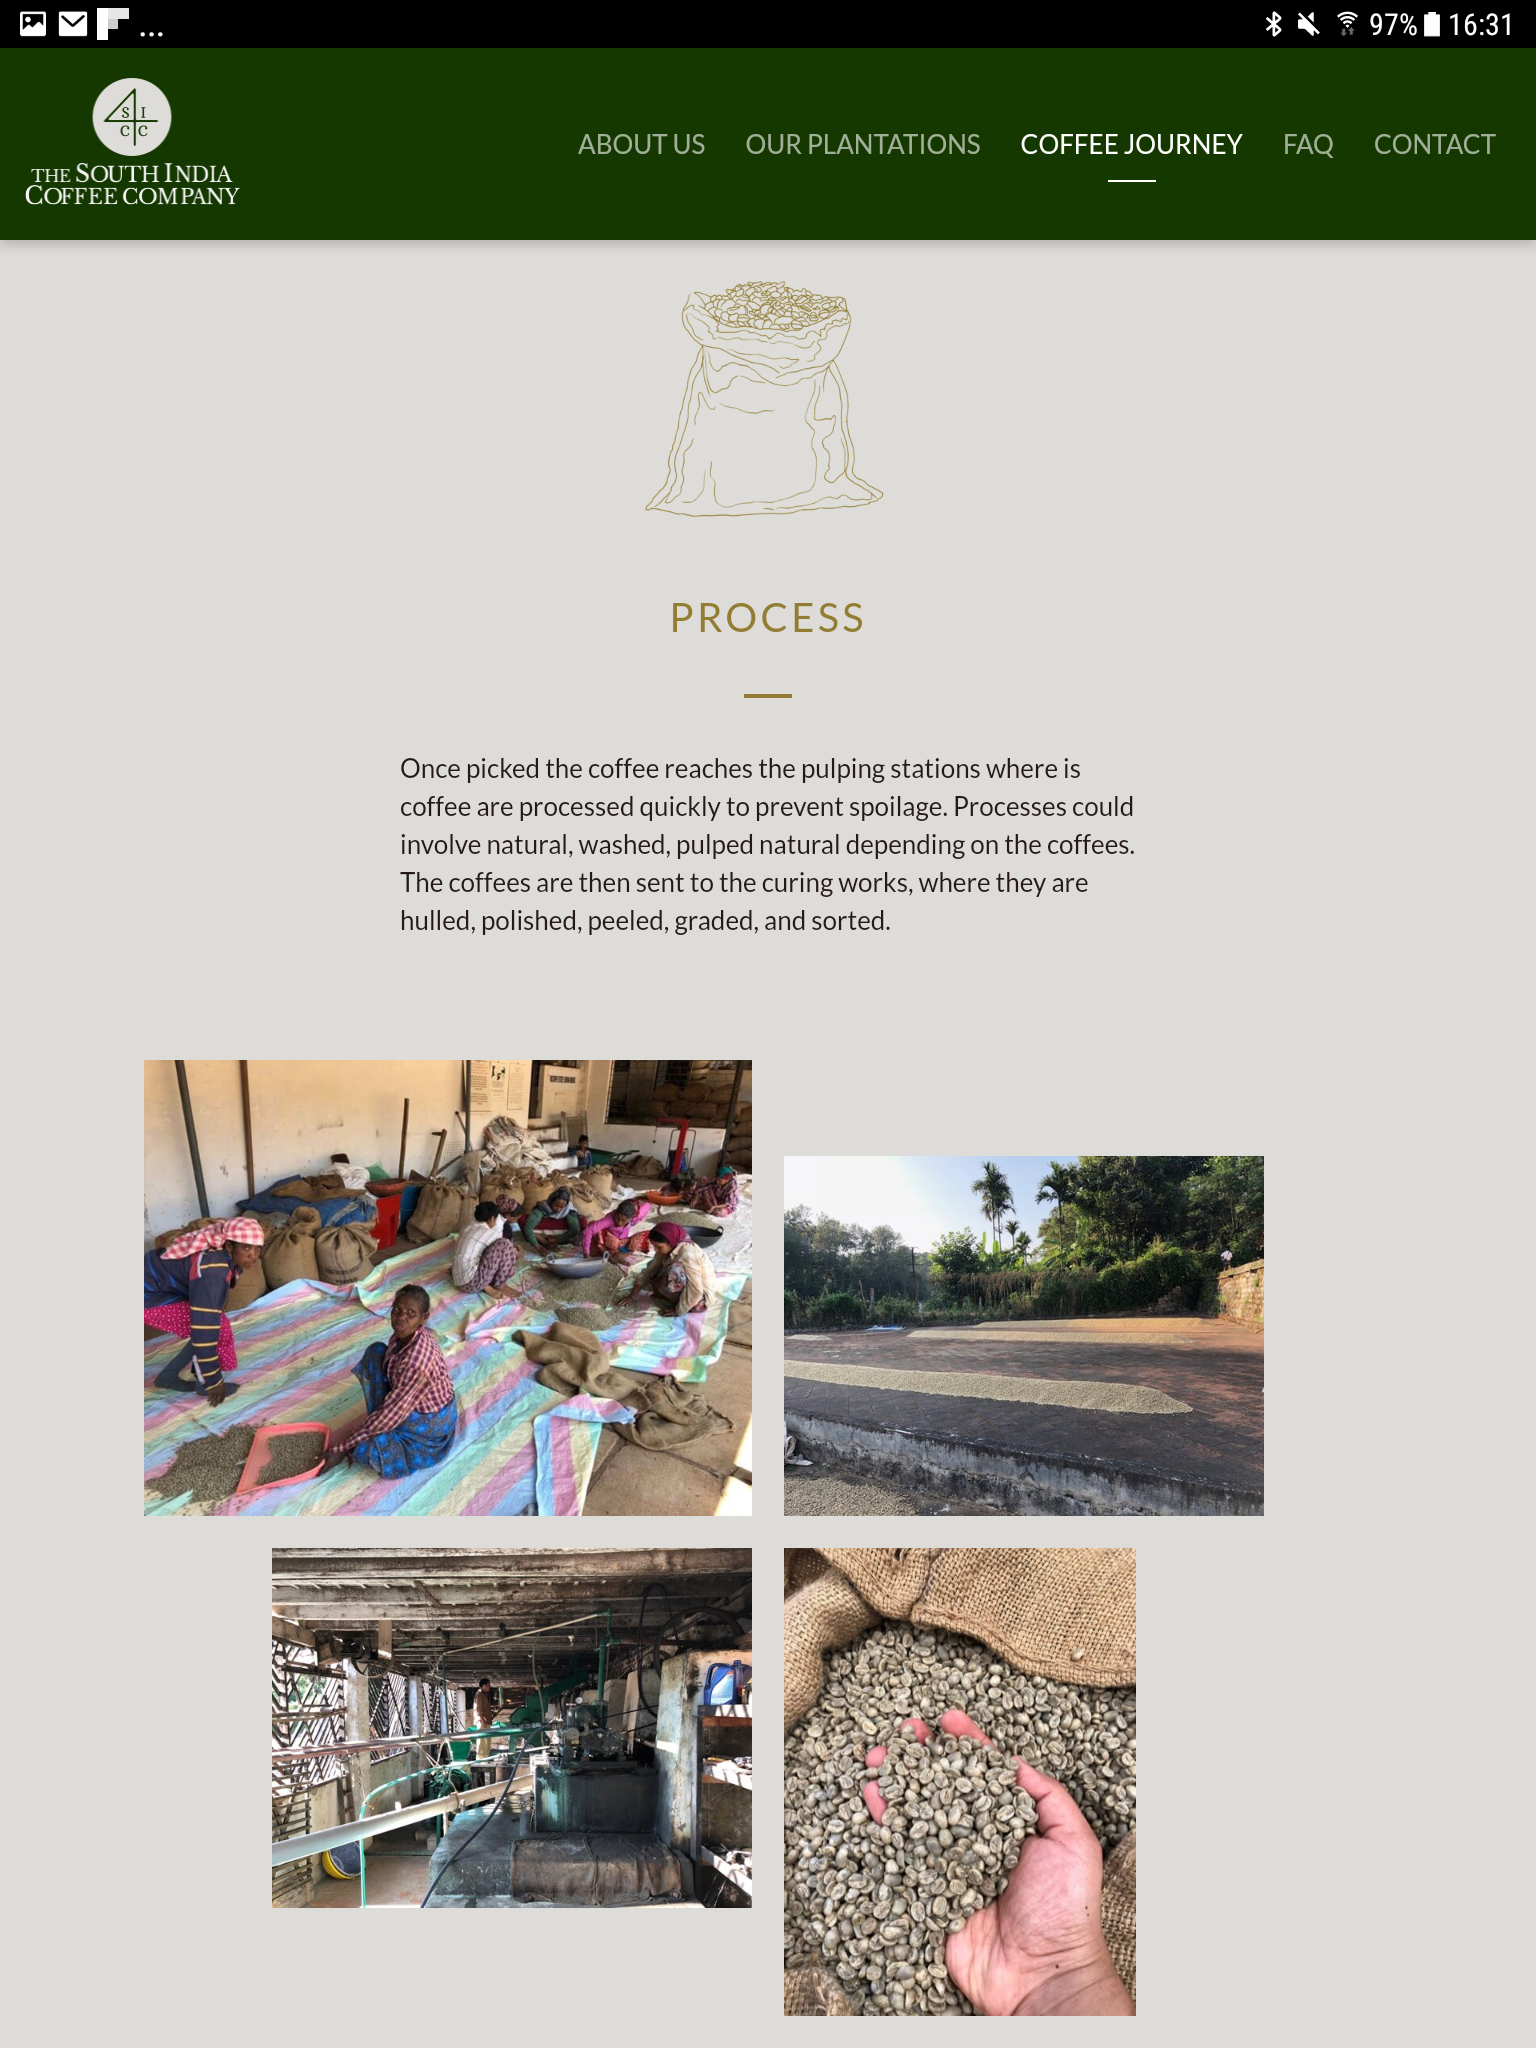 ... 97% 16:31
S I
C C
THE SOUTH INDIA
COFFEE COMPANY
ABOUT US OUR PLANTATIONS COFFEE JOURNEY FAQ CONTACT
PROCESS
Once picked the coffee reaches the pulping stations where is
coffee are processed quickly to prevent spoilage. Processes could
involve natural, washed, pulped natural depending on the coffees.
The coffees are then sent to the curing works, where they are
hulled, polished, peeled, graded, and sorted.